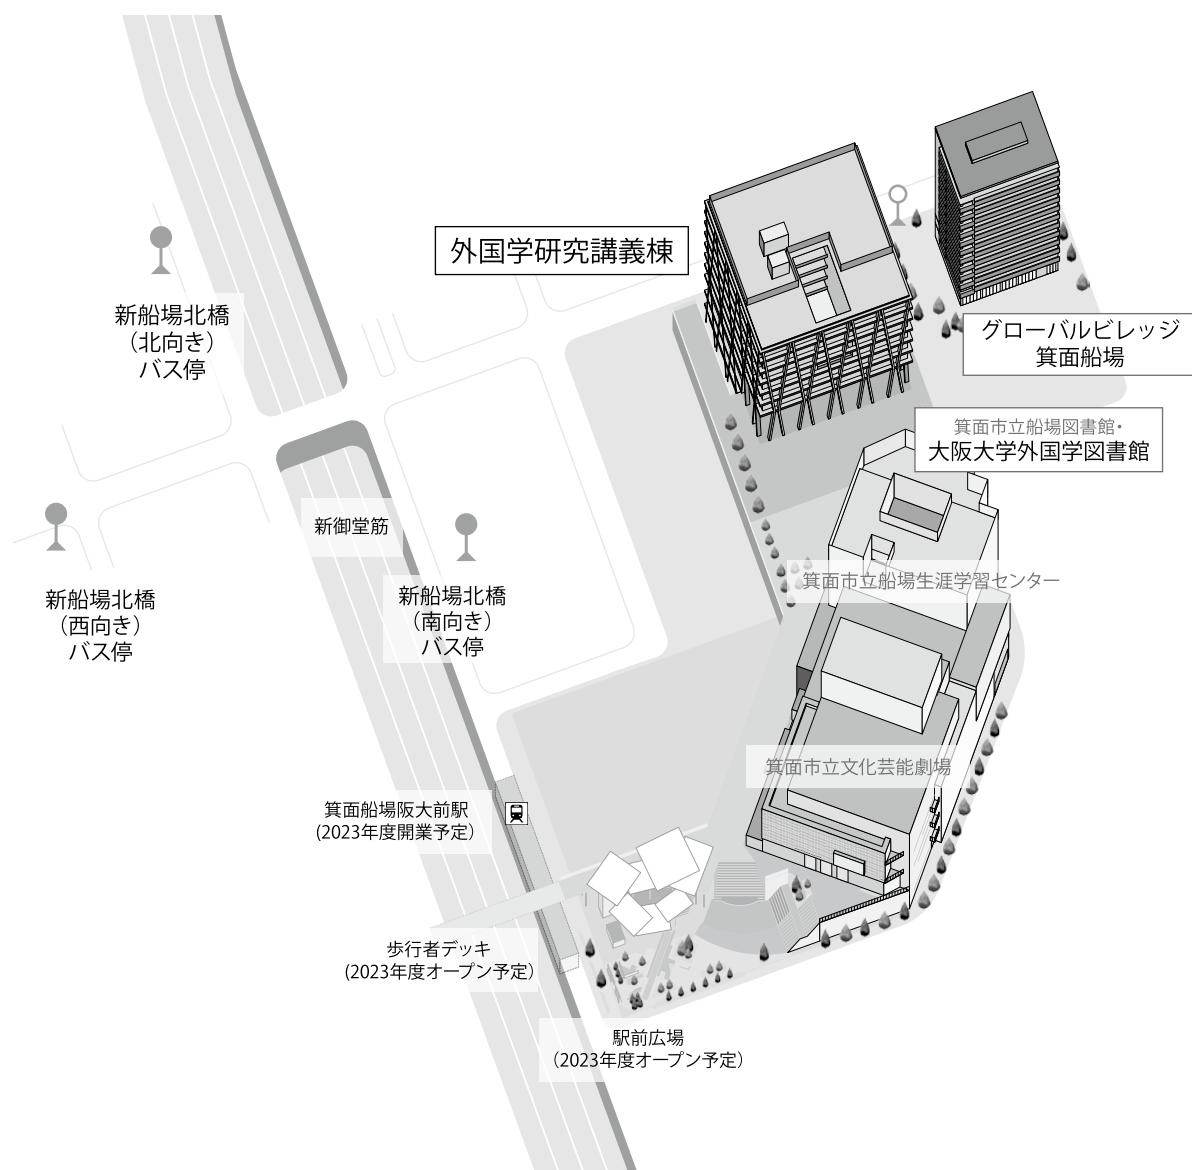 外国学研究講義棟
新船場北橋
（北向き）
バス停
グローバルビレッジ
箕面船場
箕面市立船場図書館・
大阪大学外国学図書館
新御堂筋
新船場北橋
（西向き）
バス停
新船場北橋
（南向き）
バス停
箕面市立船場生涯学習センター
箕面市立文化芸能劇場
箕面船場阪大前駅
(2023年度開業予定）
歩行者デッキ
(2023年度オープン予定）
駅前広場
（2023年度オープン予定）